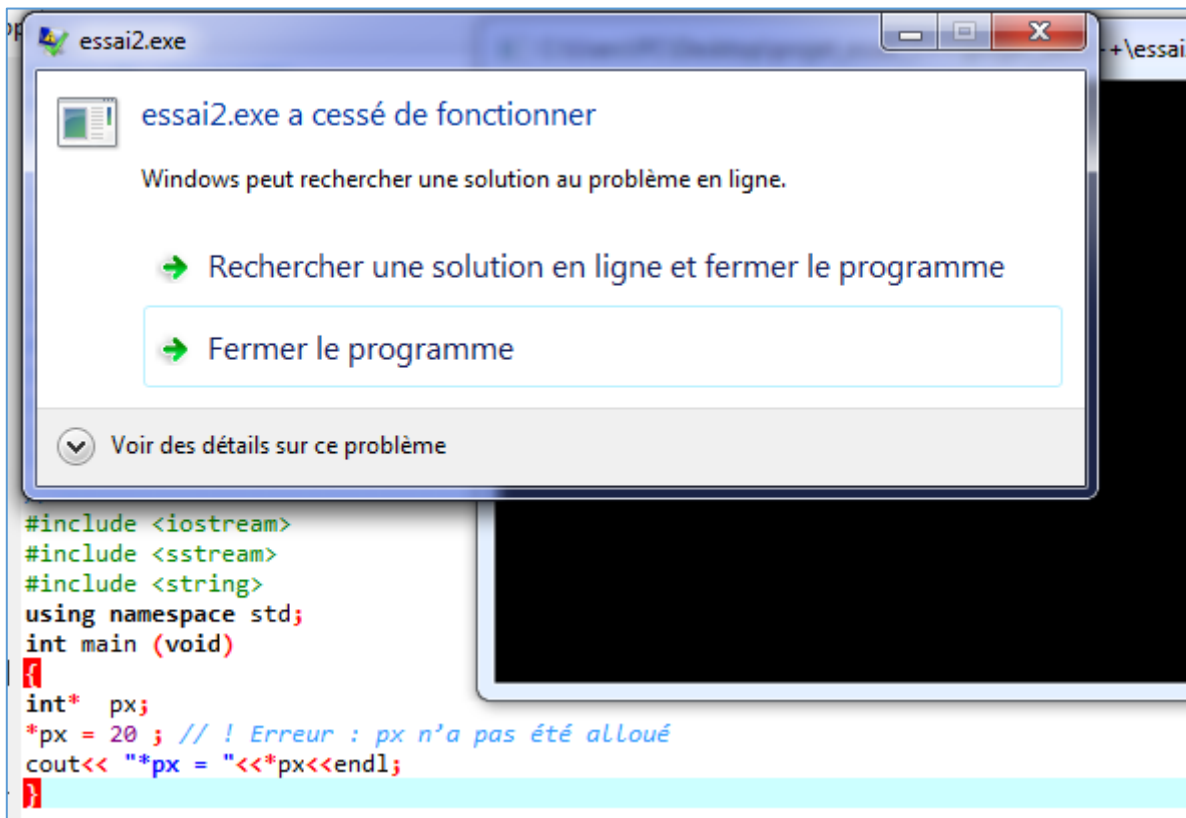 essai2.exe
++\essai
essai2.exe a cessé de fonctionner
Windows peut rechercher une solution au problème en ligne.
Rechercher une solution en ligne et fermer le programme
Fermer le programme
Voir des détails sur ce problème
#include <iostream>
#include <sstream>
#include <string>
using namespace std;
int main (void)
{
int*  px;
*px = 20 ; // ! Erreur : px n’a pas été alloué
cout<< "*px = "<<*px<<endl;
}